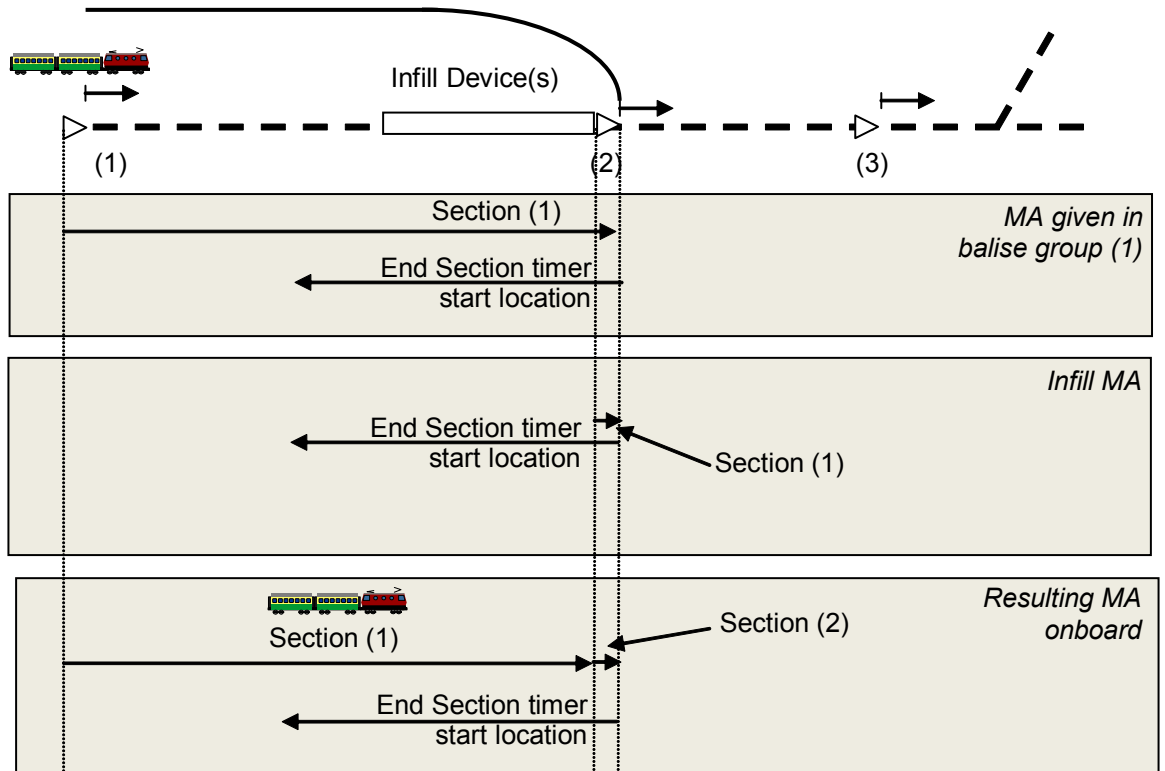 Infill Device(s)
(1)
(2)
(3)
Section (1)
MA given in
balise group (1)
End Section timer
start location
Infill MA
End Section timer
start location
Section (1)
Resulting MA
onboard
Section (2)
Section (1)
End Section timer
start location